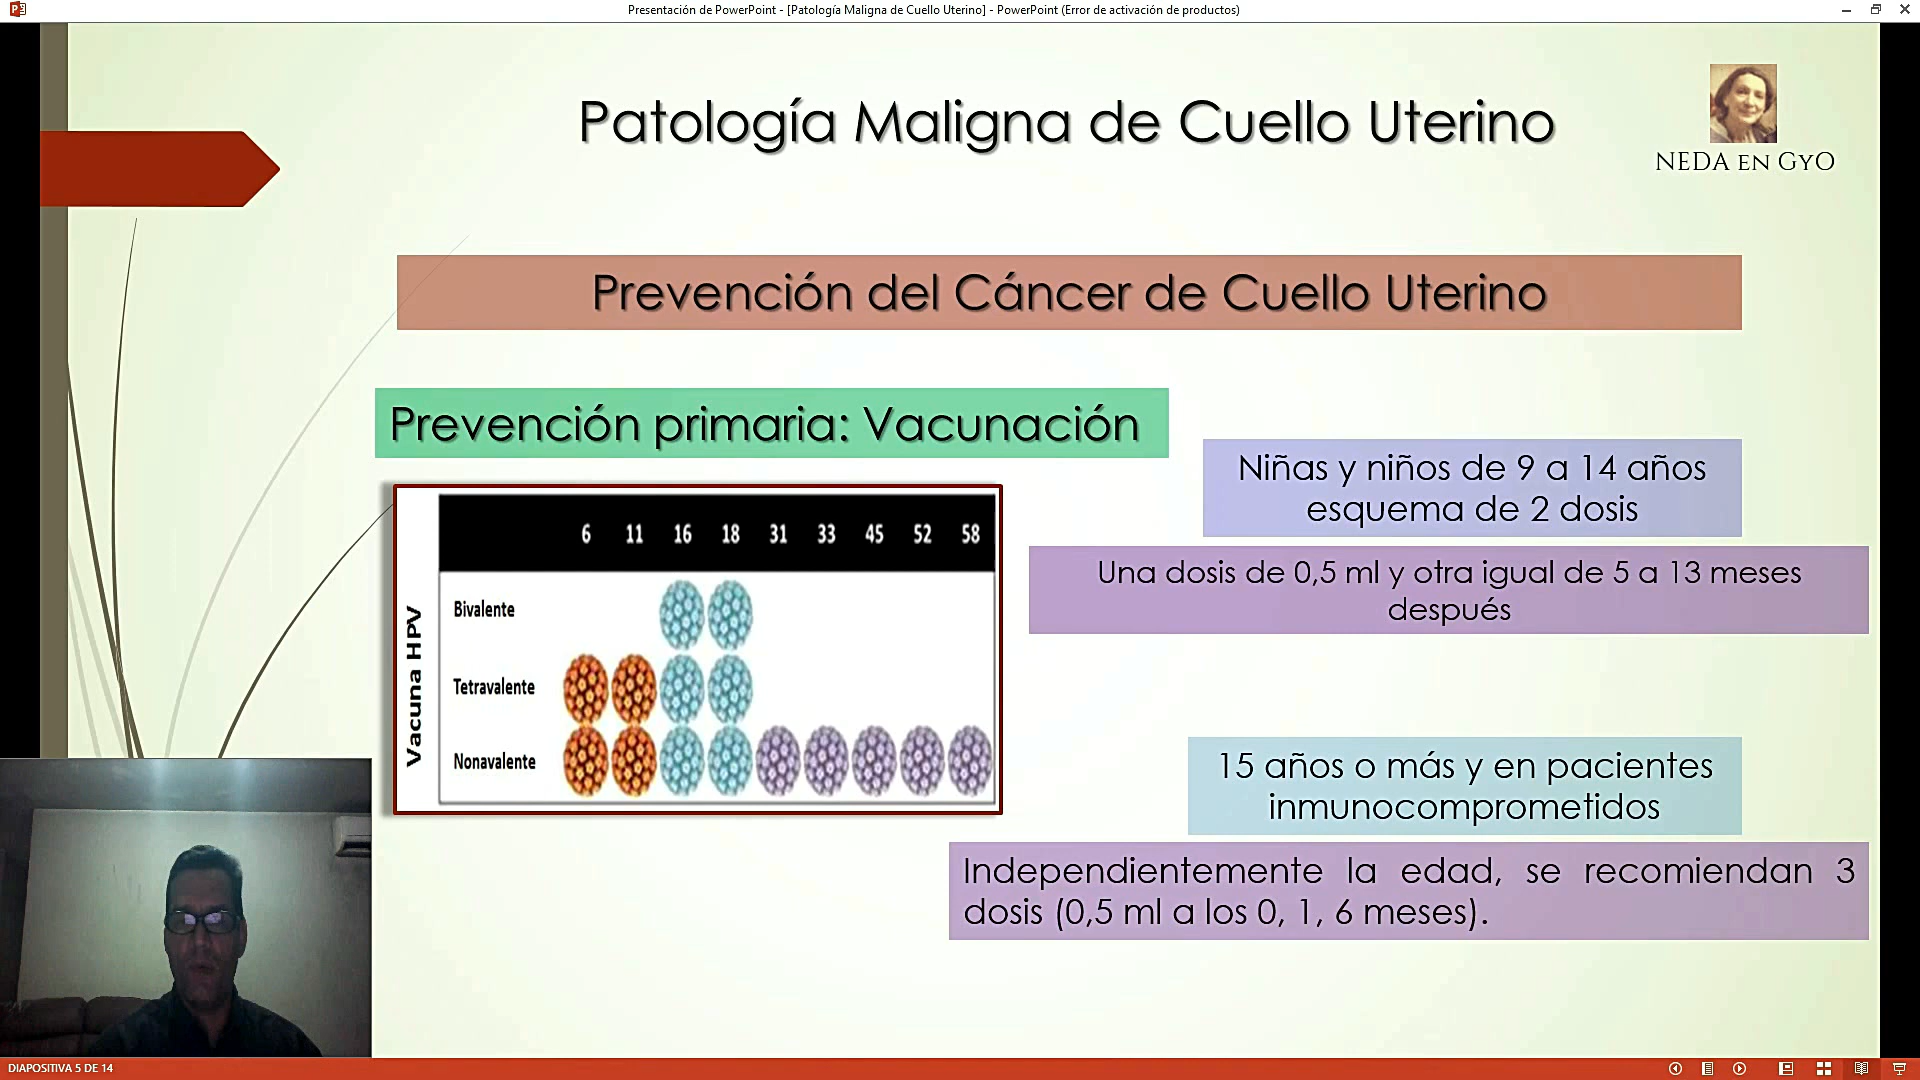 Presentación de PowerPoint - [Patología Maligna de Cuello Uterino] - PowerPoint (Error de activación de productos)
Patología Maligna de Cuello Uterino
NEDA EN GYO
Prevención del Cáncer de Cuello Uterino
Prevención primaria: Vacunación
Niñas y niños de 9 a 14 años
esquema de 2 dosis
Una dosis de 0,5 ml y otra igual de 5 a 13 meses
después
6 11 16 18 31 33 45 52 58
Vacuna HPV
Bivalente
Tetravalente
Nonavalente
15 años o más y en pacientes
inmunocomprometidos
Independientemente la edad, se recomiendan 3
dosis (0,5 ml a los 0, 1, 6 meses).
DIAPOSITIVA 5 DE 14